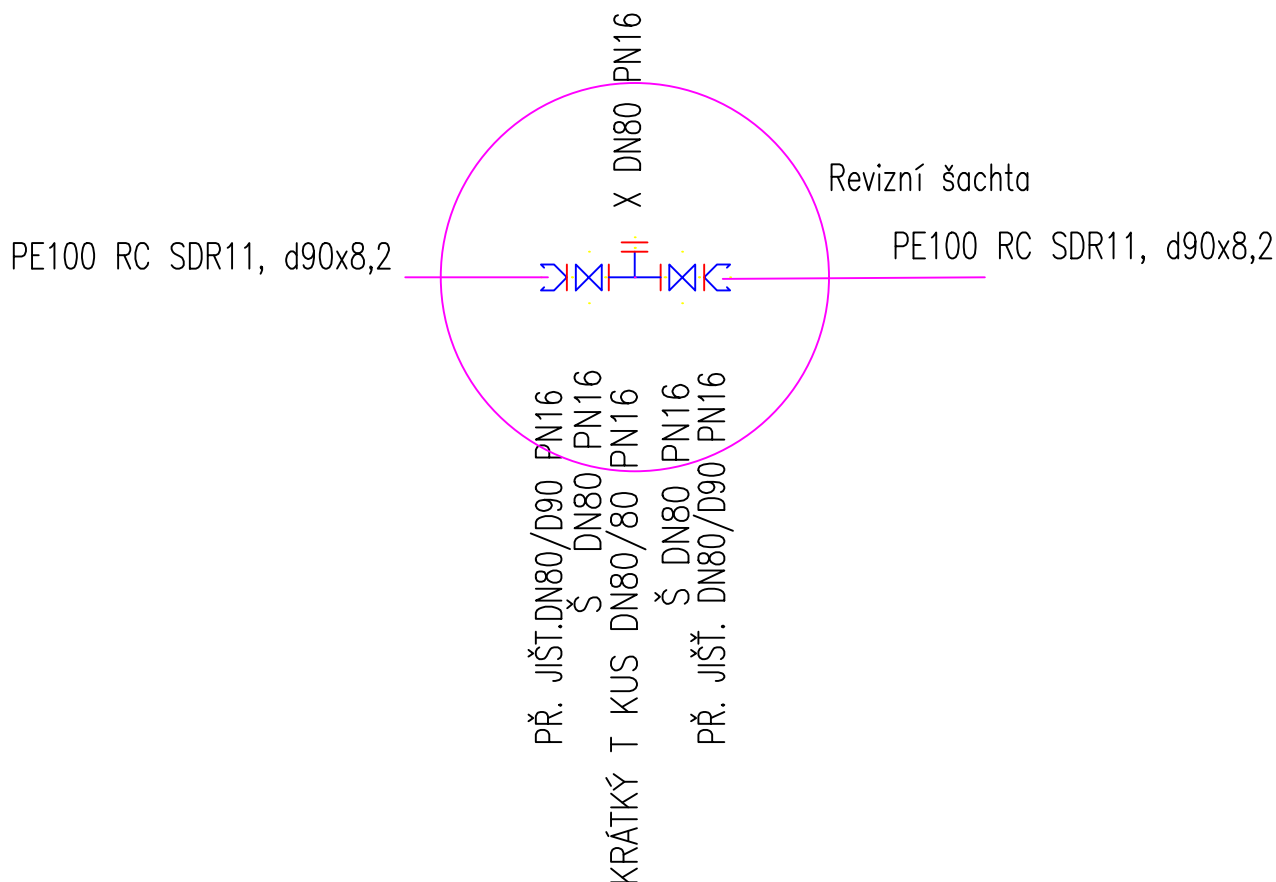 X DN80 PN16
Revizní šachta
PE100 RC SDR11, d90x8,2
PE100 RC SDR11, d90x8,2
PŘ. JIŠT.DN80/D90 PN16
Š DN80 PN16
KRÁTKÝ T KUS DN80/80 PN16
Š DN80 PN16
PŘ. JIŠŤ. DN80/D90 PN16